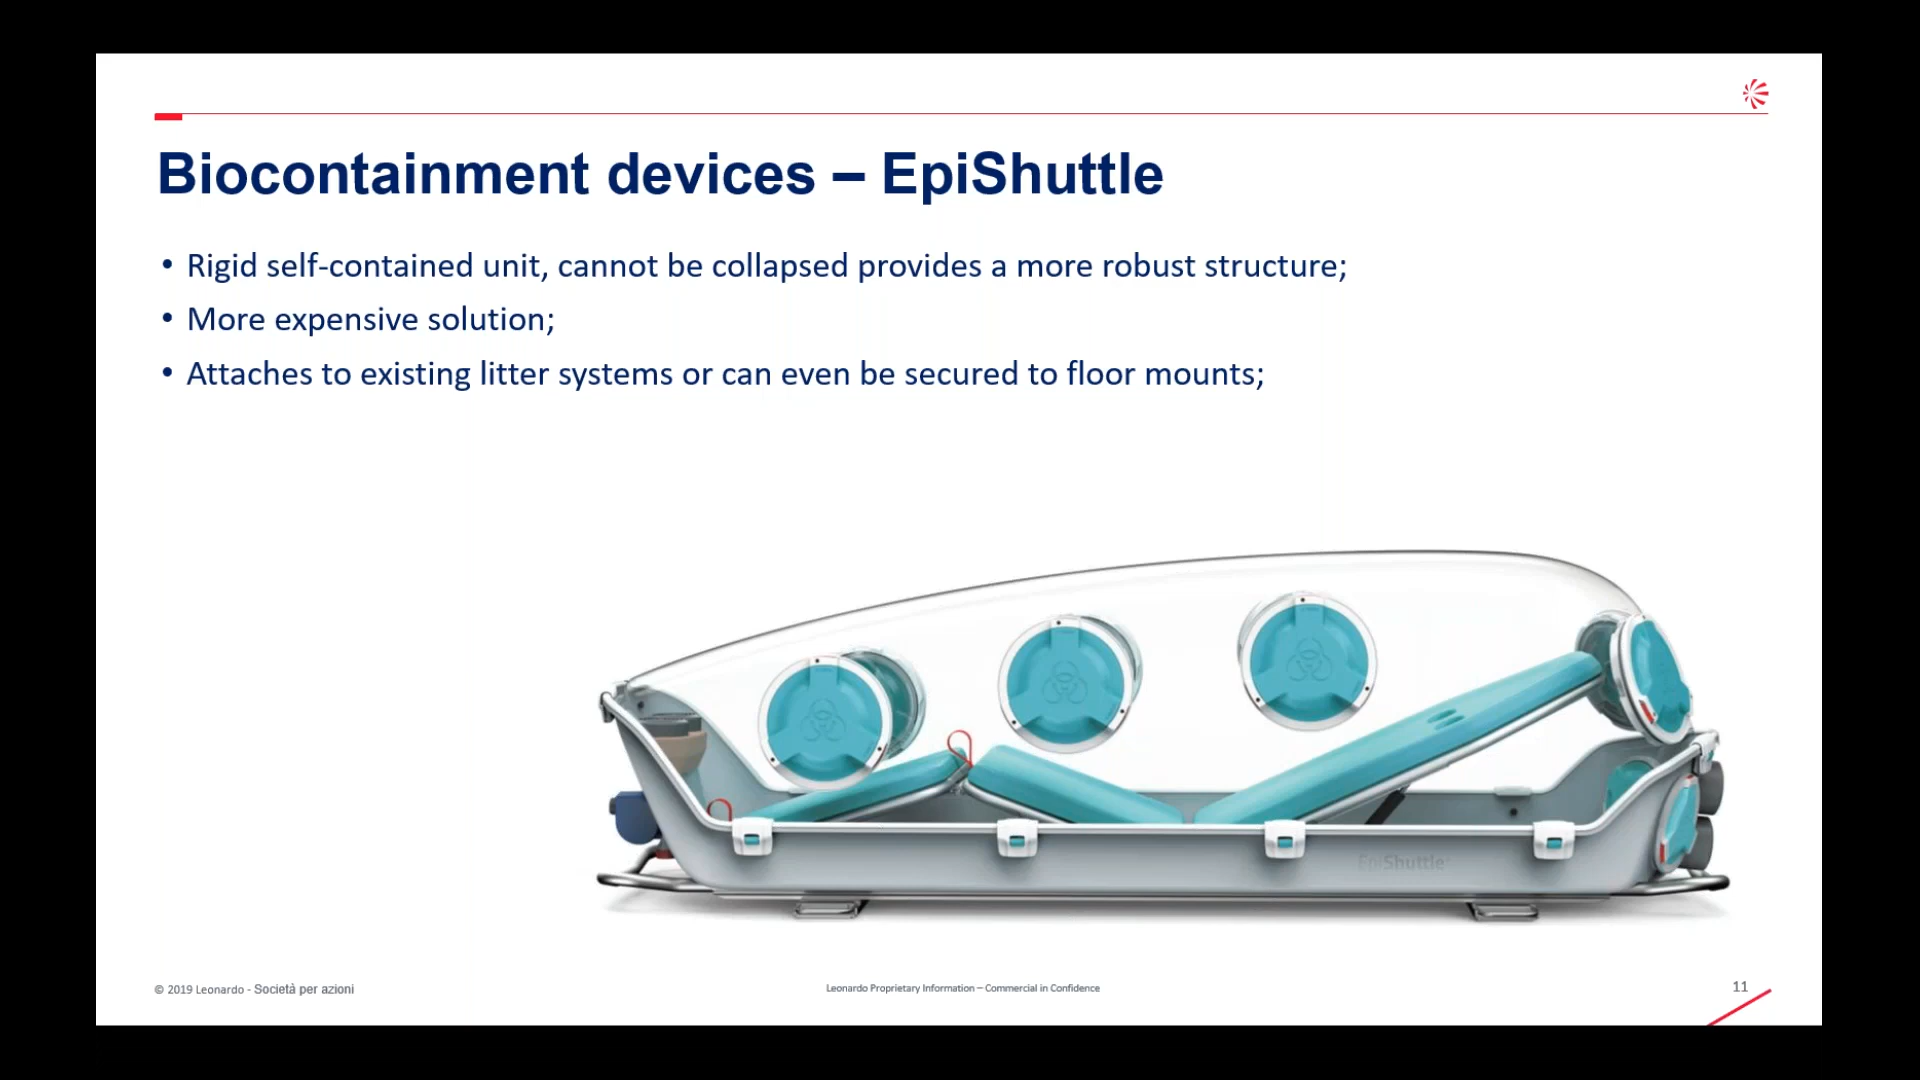 Biocontainment devices – EpiShuttle
• Rigid self-contained unit, cannot be collapsed provides a more robust structure;
• More expensive solution;
• Attaches to existing litter systems or can even be secured to floor mounts;
EpiShuttle
© 2019 Leonardo - Società per azioni
Leonardo Proprietary Information – Commercial in Confidence
11